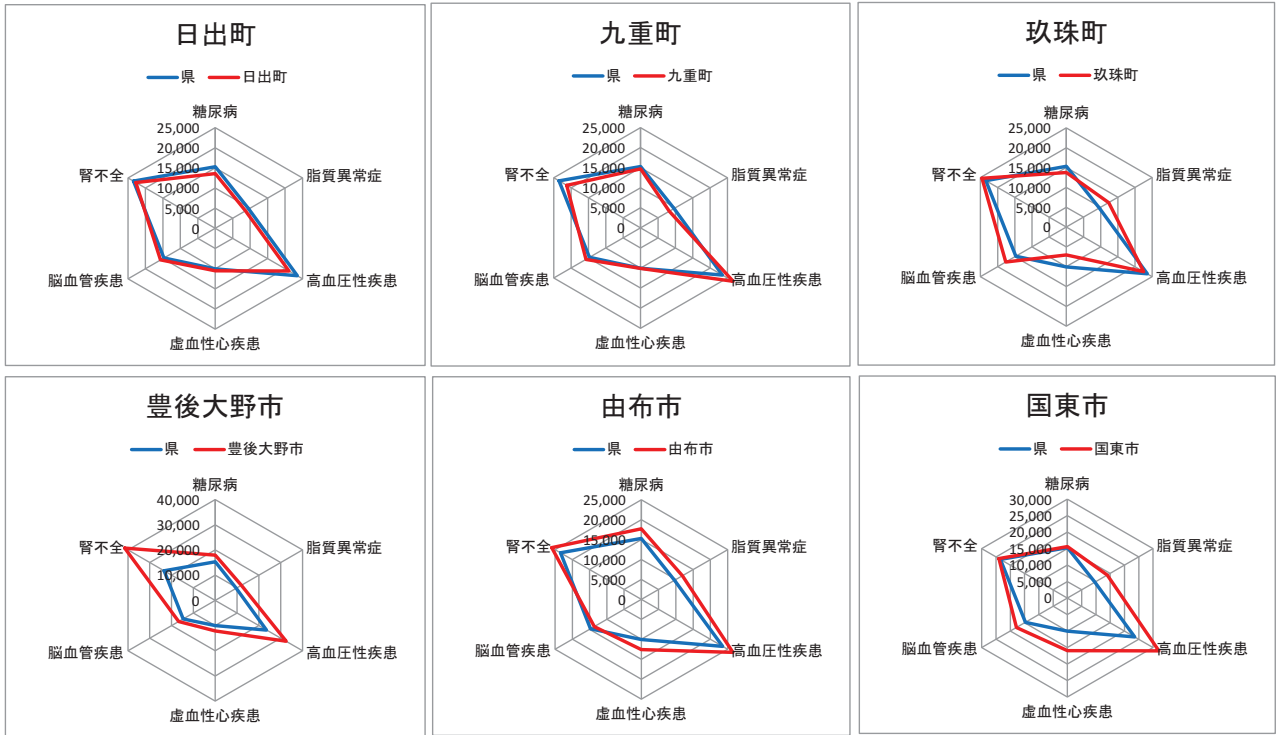 日出町
県 日出町
糖尿病
25,000
20,000
15,000
10,000
5,000
0
脂質異常症
高血圧性疾患
虚血性心疾患
脳血管疾患
腎不全
九重町
県 九重町
糖尿病
25,000
20,000
15,000
10,000
5,000
0
脂質異常症
高血圧性疾患
虚血性心疾患
脳血管疾患
腎不全
玖珠町
県 玖珠町
糖尿病
25,000
20,000
15,000
10,000
5,000
0
脂質異常症
高血圧性疾患
虚血性心疾患
脳血管疾患
腎不全
豊後大野市
県 豊後大野市
糖尿病
40,000
30,000
20,000
10,000
0
脂質異常症
高血圧性疾患
虚血性心疾患
脳血管疾患
腎不全
由布市
県 由布市
糖尿病
25,000
20,000
15,000
10,000
5,000
0
脂質異常症
高血圧性疾患
虚血性心疾患
脳血管疾患
腎不全
国東市
県 国東市
糖尿病
30,000
25,000
20,000
15,000
10,000
5,000
0
脂質異常症
高血圧性疾患
虚血性心疾患
脳血管疾患
腎不全